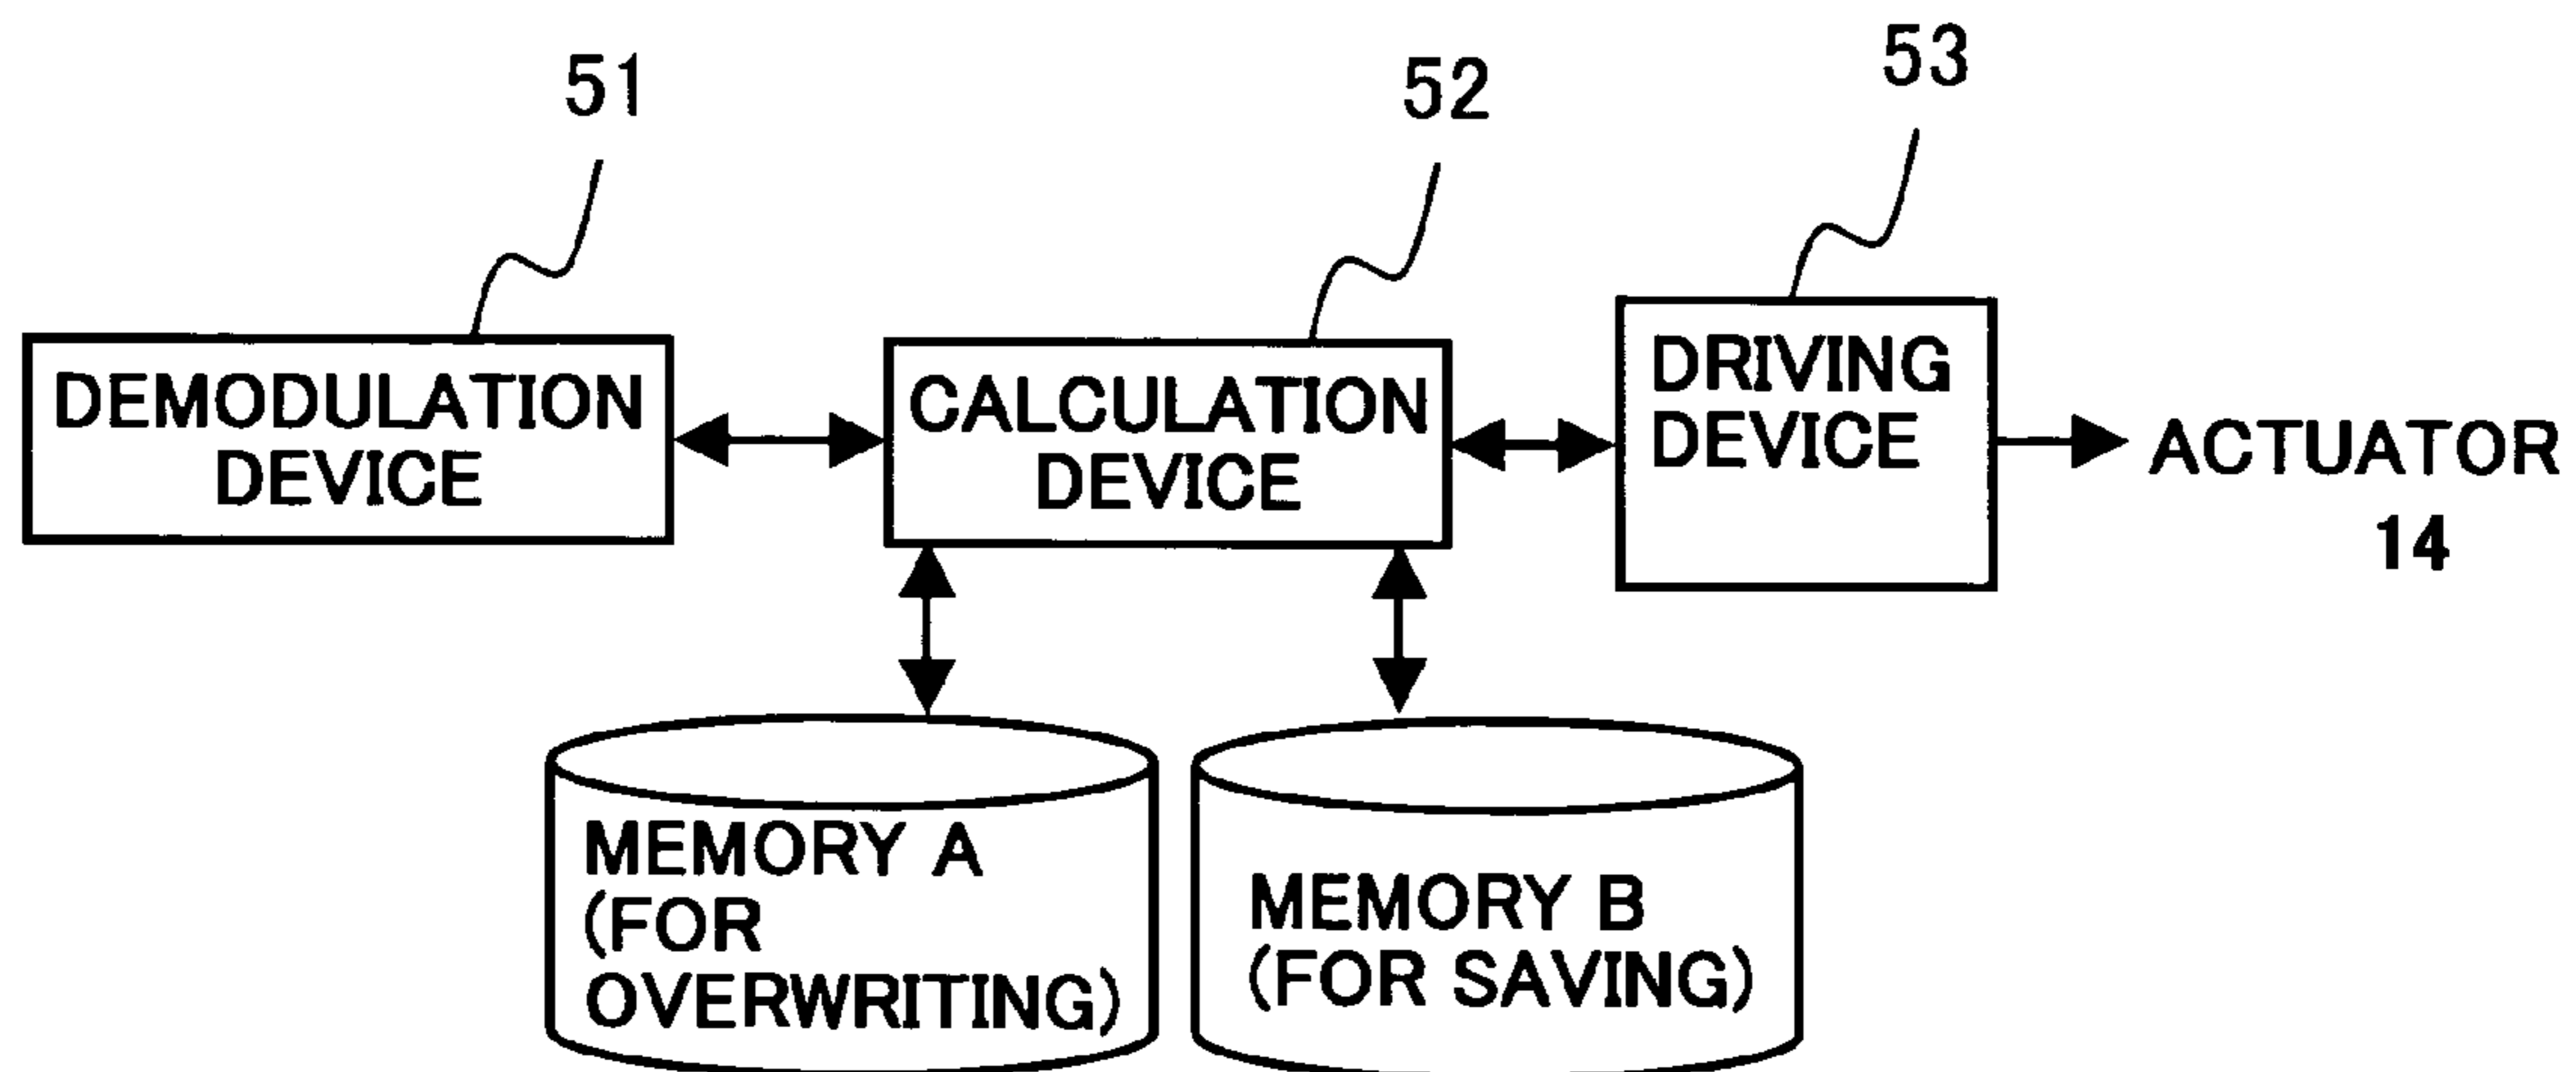 51
52
53
DEMODULATION
DEVICE
CALCULATION
DEVICE
DRIVING
DEVICE
ACTUATOR
14
MEMORY A
(FOR
OVERWRITING)
MEMORY B
(FOR SAVING)